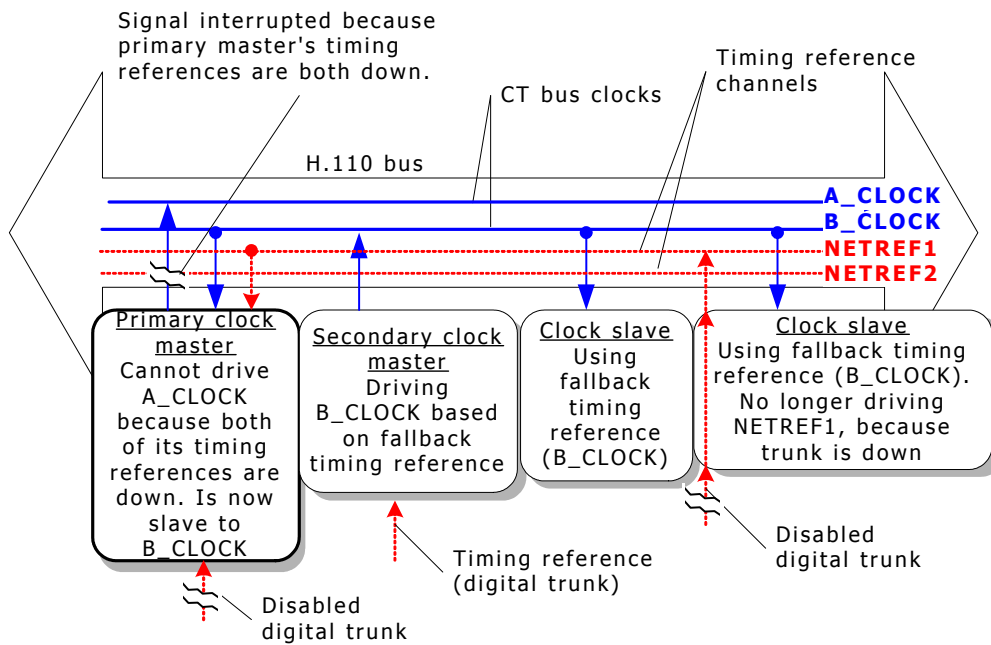 Signal interrupted because
primary master's timing
references are both down.
Timing reference
channels
CT bus clocks
H.110 bus
A_CLOCK
B_CLOCK
NETREF1
NETREF2
Primary clock
master
Cannot drive
A_CLOCK
because both
of its timing
references are
down. Is now
slave to
B_CLOCK
Secondary clock
master
Driving
B_CLOCK based
on fallback
timing reference
Clock slave
Using
fallback
timing
reference
(B_CLOCK)
Clock slave
Using fallback timing
reference (B_CLOCK).
No longer driving
NETREF1, because
trunk is down
Disabled
digital trunk
Timing reference
(digital trunk)
Disabled
digital trunk